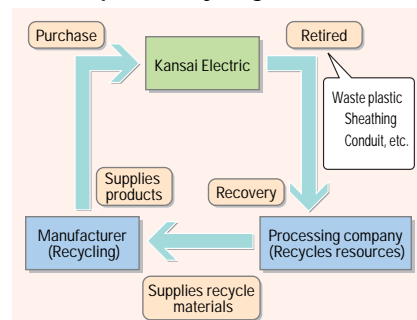 Purchase
Retired
Kansai Electric
Waste plastic
Sheathing
Conduit, etc.
Supplies
products
Recovery
Manufacturer
(Recycling)
Processing company
(Recycles resources)
Supplies recycle
materials